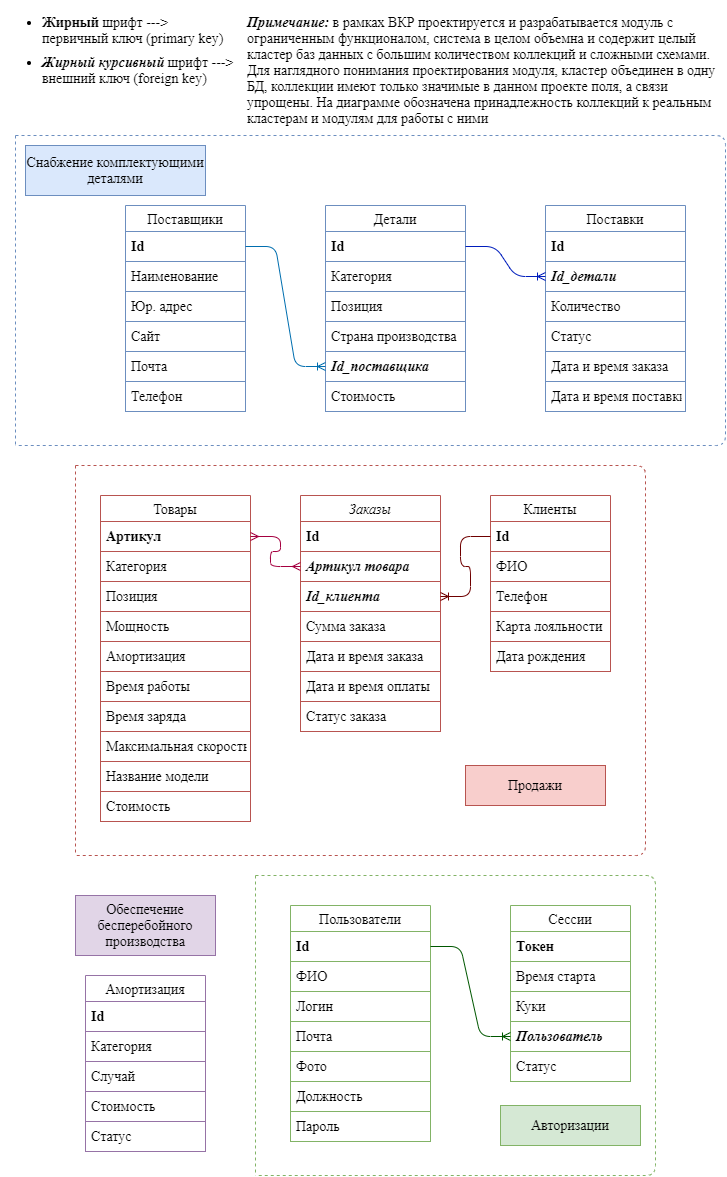 Жирный шрифт --->
первичный ключ (primary key)
Жирный курсивный шрифт --->
внешний ключ (foreign key)
Примечание: в рамках ВКР проектируется и разрабатывается модуль с
ограниченным функционалом, система в целом объемна и содержит целый
кластер баз данных с большим количеством коллекций и сложными схемами.
Для наглядного понимания проектирования модуля, кластер объединен в одну
БД, коллекции имеют только значимые в данном проекте поля, а связи
упрощены. На диаграмме обозначена принадлежность коллекций к реальным
кластерам и модулям для работы с ними
Снабжение комплектующими
деталями
Поставщики
Id
Наименование
Юр. адрес
Сайт
Почта
Телефон
Детали
Id
Категория
Позиция
Страна производства
Id_поставщика
Стоимость
Поставки
Id
Id_детали
Количество
Статус
Дата и время заказа
Дата и время поставки
Товары
Артикул
Категория
Позиция
Мощность
Амортизация
Время работы
Время заряда
Максимальная скорость
Название модели
Стоимость
Заказы
Id
Артикул товара
Id_клиента
Сумма заказа
Дата и время заказа
Дата и время оплаты
Статус заказа
Клиенты
Id
ФИО
Телефон
Карта лояльности
Дата рождения
Продажи
Обеспечение
бесперебойного
производства
Амортизация
Id
Категория
Случай
Стоимость
Статус
Пользователи
Id
ФИО
Логин
Почта
Фото
Должность
Пароль
Сессии
Токен
Время старта
Куки
Пользователь
Статус
Авторизации